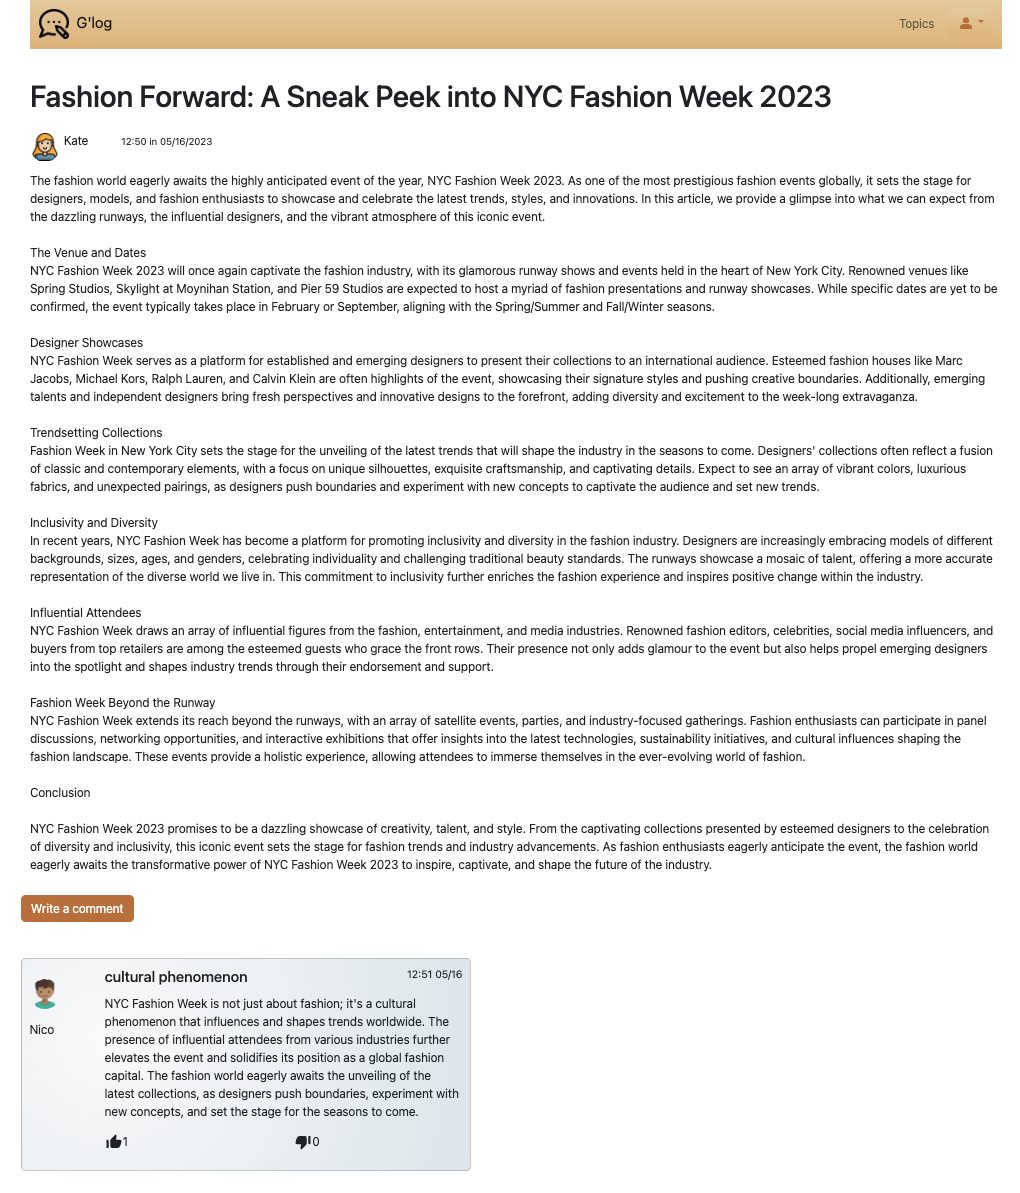 G'log
Topics
Fashion Forward: A Sneak Peek into NYC Fashion Week 2023
Kate 12:50 in 05/16/2023
The fashion world eagerly awaits the highly anticipated event of the year, NYC Fashion Week 2023. As one of the most prestigious fashion events globally, it sets the stage for
designers, models, and fashion enthusiasts to showcase and celebrate the latest trends, styles, and innovations. In this article, we provide a glimpse into what we can expect from
the dazzling runways, the influential designers, and the vibrant atmosphere of this iconic event.
The Venue and Dates
NYC Fashion Week 2023 will once again captivate the fashion industry, with its glamorous runway shows and events held in the heart of New York City. Renowned venues like
Spring Studios, Skylight at Moynihan Station, and Pier 59 Studios are expected to host a myriad of fashion presentations and runway showcases. While specific dates are yet to be
confirmed, the event typically takes place in February or September, aligning with the Spring/Summer and Fall/Winter seasons.
Designer Showcases
NYC Fashion Week serves as a platform for established and emerging designers to present their collections to an international audience. Esteemed fashion houses like Marc
Jacobs, Michael Kors, Ralph Lauren, and Calvin Klein are often highlights of the event, showcasing their signature styles and pushing creative boundaries. Additionally, emerging
talents and independent designers bring fresh perspectives and innovative designs to the forefront, adding diversity and excitement to the week-long extravaganza.
Trendsetting Collections
Fashion Week in New York City sets the stage for the unveiling of the latest trends that will shape the industry in the seasons to come. Designers' collections often reflect a fusion
of classic and contemporary elements, with a focus on unique silhouettes, exquisite craftsmanship, and captivating details. Expect to see an array of vibrant colors, luxurious
fabrics, and unexpected pairings, as designers push boundaries and experiment with new concepts to captivate the audience and set new trends.
Inclusivity and Diversity
In recent years, NYC Fashion Week has become a platform for promoting inclusivity and diversity in the fashion industry. Designers are increasingly embracing models of different
backgrounds, sizes, ages, and genders, celebrating individuality and challenging traditional beauty standards. The runways showcase a mosaic of talent, offering a more accurate
representation of the diverse world we live in. This commitment to inclusivity further enriches the fashion experience and inspires positive change within the industry.
Influential Attendees
NYC Fashion Week draws an array of influential figures from the fashion, entertainment, and media industries. Renowned fashion editors, celebrities, social media influencers, and
buyers from top retailers are among the esteemed guests who grace the front rows. Their presence not only adds glamour to the event but also helps propel emerging designers
into the spotlight and shapes industry trends through their endorsement and support.
Fashion Week Beyond the Runway
NYC Fashion Week extends its reach beyond the runways, with an array of satellite events, parties, and industry-focused gatherings. Fashion enthusiasts can participate in panel
discussions, networking opportunities, and interactive exhibitions that offer insights into the latest technologies, sustainability initiatives, and cultural influences shaping the
fashion landscape. These events provide a holistic experience, allowing attendees to immerse themselves in the ever-evolving world of fashion.
Conclusion
NYC Fashion Week 2023 promises to be a dazzling showcase of creativity, talent, and style. From the captivating collections presented by esteemed designers to the celebration
of diversity and inclusivity, this iconic event sets the stage for fashion trends and industry advancements. As fashion enthusiasts eagerly anticipate the event, the fashion world
eagerly awaits the transformative power of NYC Fashion Week 2023 to inspire, captivate, and shape the future of the industry.
Write a comment
Nico
cultural phenomenon 12:51 05/16
NYC Fashion Week is not just about fashion; it's a cultural
phenomenon that influences and shapes trends worldwide. The
presence of influential attendees from various industries further
elevates the event and solidifies its position as a global fashion
capital. The fashion world eagerly awaits the unveiling of the
latest collections, as designers push boundaries, experiment with
new concepts, and set the stage for the seasons to come.
1 0